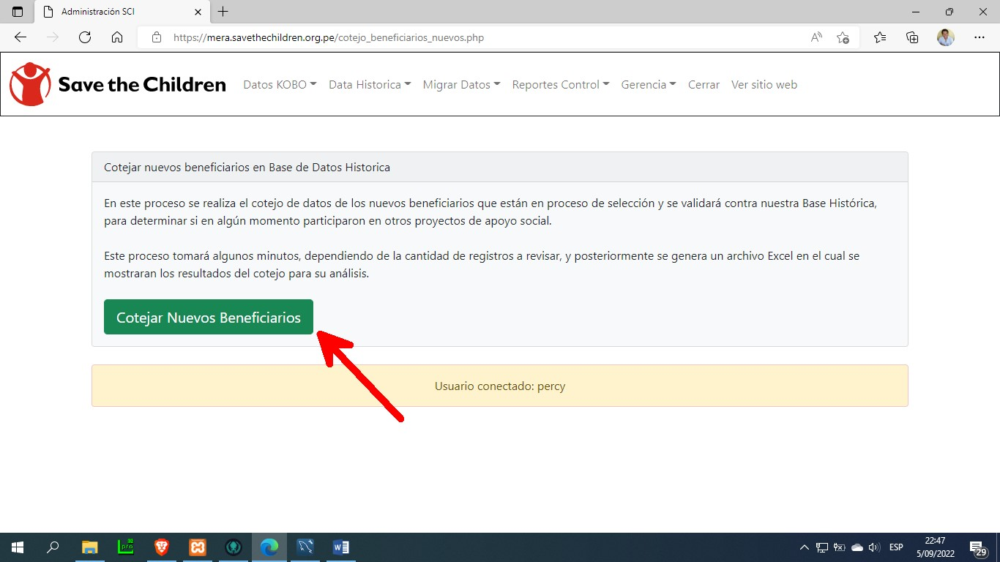 Administración SCI
https://mera.savethechildren.org.pe/cotejo_beneficiarios_nuevos.php
Save the Children Datos KOBO Data Historica Migrar Datos Reportes Control Gerencia Cerrar Ver sitio web
Cotejar nuevos beneficiarios en Base de Datos Historica
En este proceso se realiza el cotejo de datos de los nuevos beneficiarios que están en proceso de selección y se validará contra nuestra Base Histórica,
para determinar si en algún momento participaron en otros proyectos de apoyo social.
Este proceso tomará algunos minutos, dependiendo de la cantidad de registros a revisar, y posteriormente se genera un archivo Excel en el cual se
mostraran los resultados del cotejo para su análisis.
Cotejar Nuevos Beneficiarios
Usuario conectado: percy
ESP
22:47
5/09/2022
29